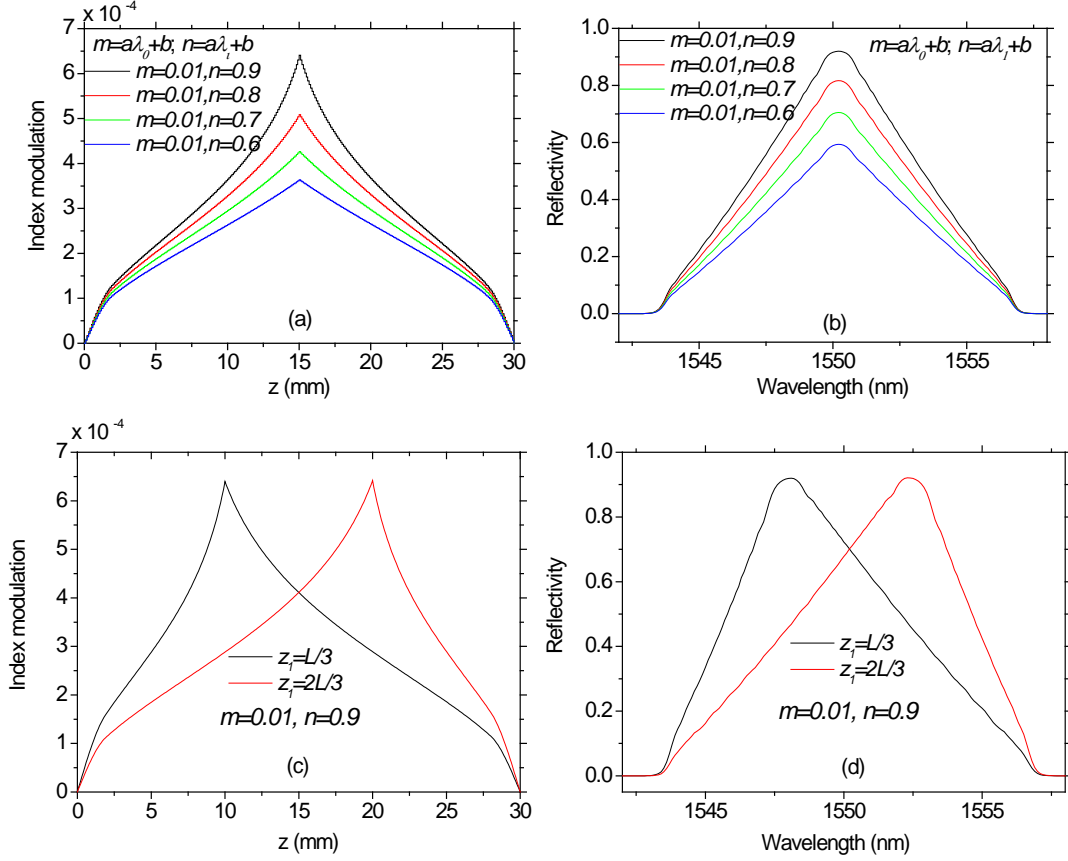 x 10 -4
7
6
5
4
3
2
1
0
Index modulation
m=aλ0+b; n=aλ1+b
m=0.01,n=0.9
m=0.01,n=0.8
m=0.01,n=0.7
m=0.01,n=0.6
(a)
0 5 10 15 20 25 30
z (mm)
1.0
0.8
0.6
0.4
0.2
0.0
Reflectivity
m=0.01,n=0.9
m=0.01,n=0.8
m=0.01,n=0.7
m=0.01,n=0.6
m=aλ0+b; n=aλ1+b
(b)
1545 1550 1555
Wavelength (nm)
x 10 -4
7
6
5
4
3
2
1
0
Index modulation
z1=L/3
z1=2L/3
m=0.01, n=0.9
(c)
0 5 10 15 20 25 30
z (mm)
1.0
0.8
0.6
0.4
0.2
0.0
Reflectivity
z1=L/3
z1=2L/3
m=0.01, n=0.9
(d)
1545 1550 1555
Wavelength (nm)